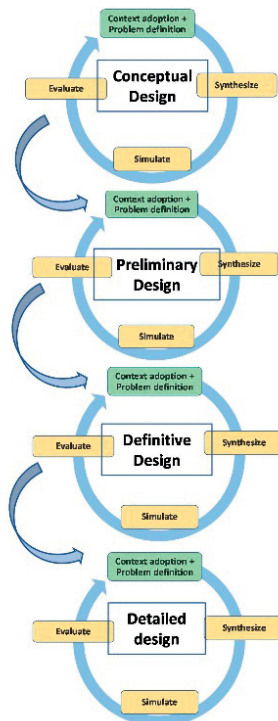 Context adoption +
Problem definition
Evaluate
Conceptual
Design
Synthesize
Simulate
Context adoption +
Problem definition
Evaluate
Preliminary
Design
Synthesize
Simulate
Context adoption +
Problem definition
Evaluate
Definitive
Design
Synthesize
Simulate
Context adoption +
Problem definition
Evaluate
Detailed
design
Synthesize
Simulate